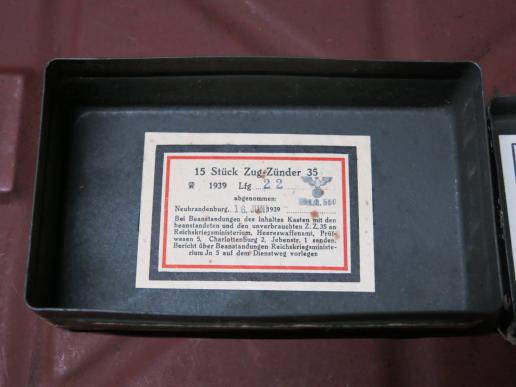 15 Stück Zug-Zünder 35
1939 Lfg. 22
abgenommen:
Neubrandenburg, 16. JUNI 1939
Bei Beanstandungen des Inhaltes Kasten mit den
beanstandeten und den unverbrauchten Z. Z. 35 an
Reichskriegsministerium, Heereswaffenamt, Prüf-
wesen 5, Charlottenburg 2, Jebenstr. 1 senden.
Bericht über Beanstandungen Reichskriegsministe-
rium Jn 5 auf dem Dienstweg vorlegen